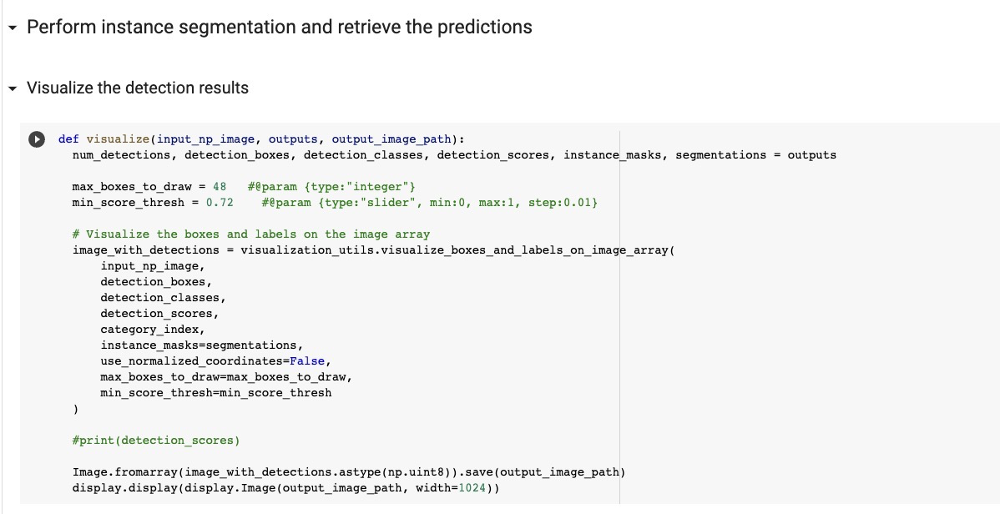 Perform instance segmentation and retrieve the predictions
Visualize the detection results
def visualize(input_np_image, outputs, output_image_path):
  num_detections, detection_boxes, detection_classes, detection_scores, instance_masks, segmentations = outputs
  max_boxes_to_draw = 48   #@param {type:"integer"}
  min_score_thresh = 0.72    #@param {type:"slider", min:0, max:1, step:0.01}
  # Visualize the boxes and labels on the image array
  image_with_detections = visualization_utils.visualize_boxes_and_labels_on_image_array(
      input_np_image,
      detection_boxes,
      detection_classes,
      detection_scores,
      category_index,
      instance_masks=segmentations,
      use_normalized_coordinates=False,
      max_boxes_to_draw=max_boxes_to_draw,
      min_score_thresh=min_score_thresh
  )
  #print(detection_scores)
  Image.fromarray(image_with_detections.astype(np.uint8)).save(output_image_path)
  display.display(display.Image(output_image_path, width=1024))